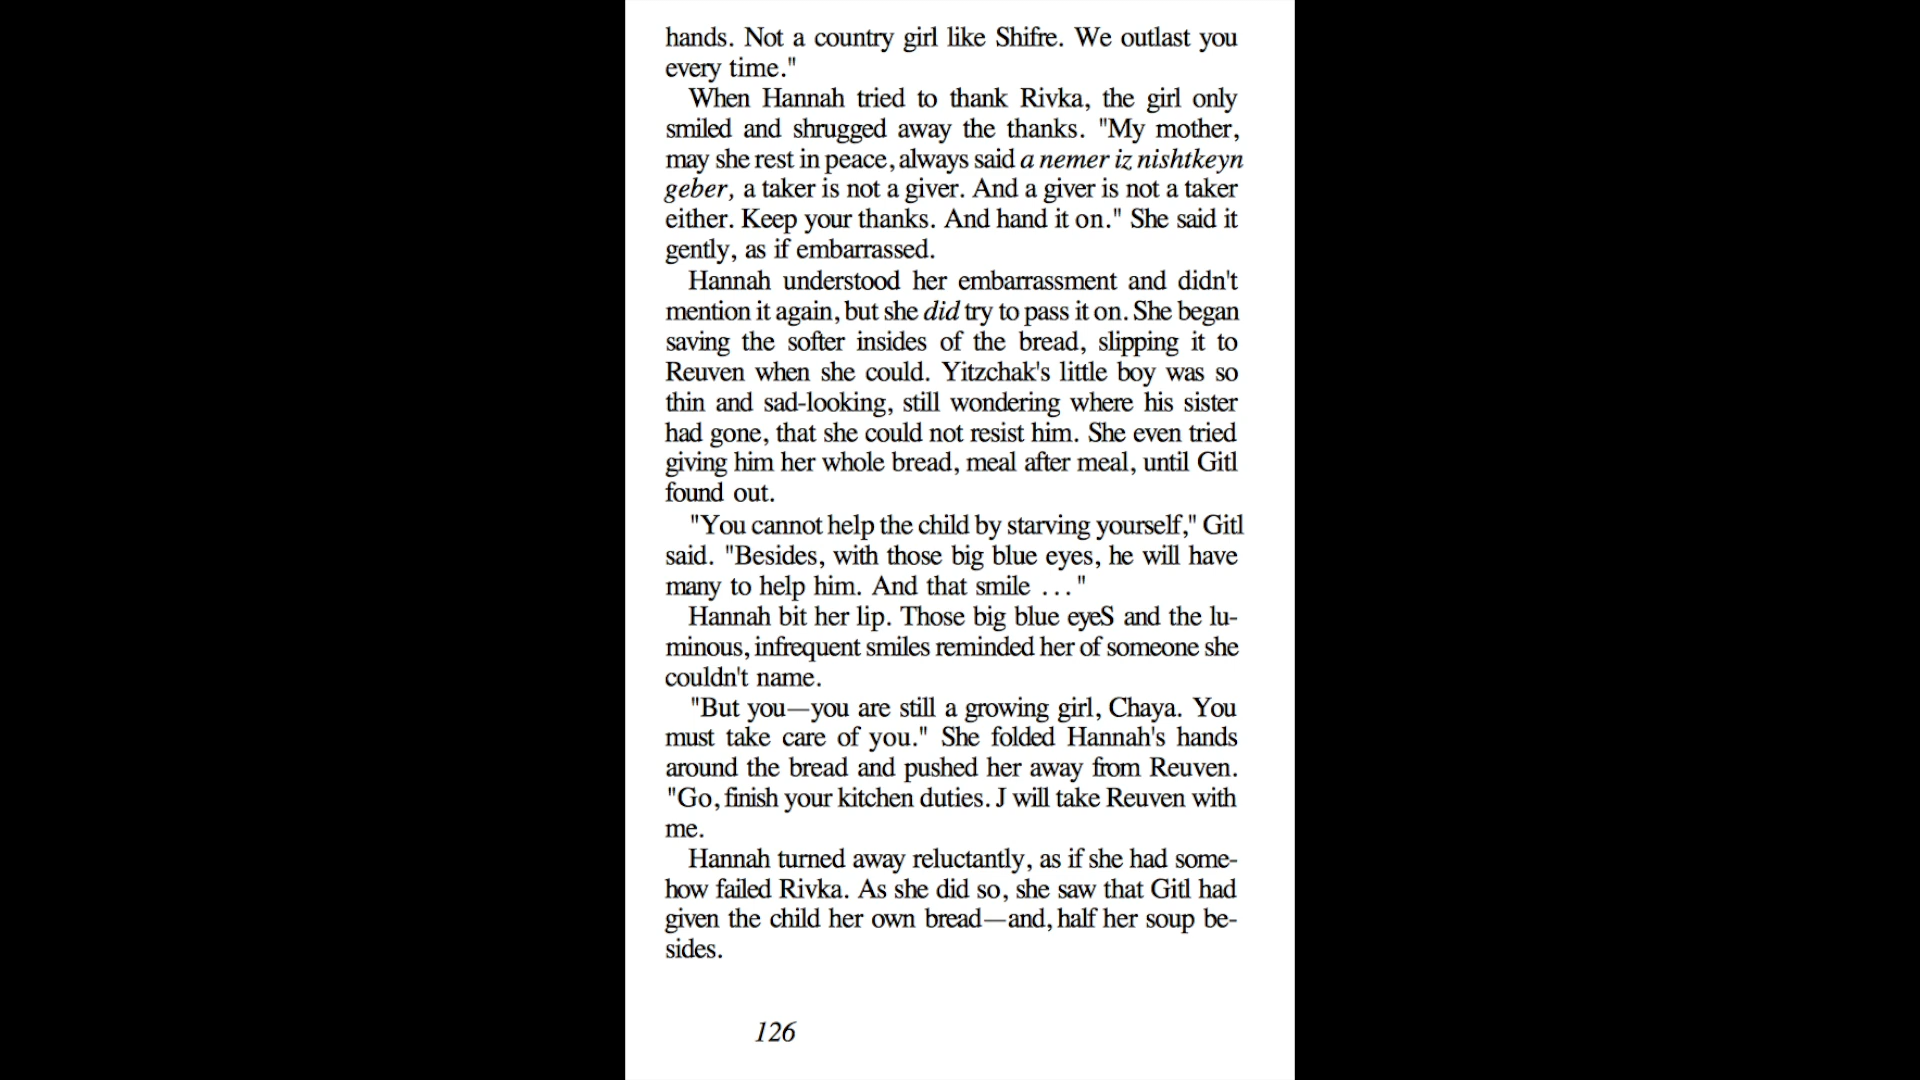 hands. Not a country girl like Shifre. We outlast you
every time."
When Hannah tried to thank Rivka, the girl only
smiled and shrugged away the thanks. "My mother,
may she rest in peace, always said a nemer iz nishtkeyn
geber, a taker is not a giver. And a giver is not a taker
either. Keep your thanks. And hand it on." She said it
gently, as if embarrassed.
Hannah understood her embarrassment and didn't
mention it again, but she did try to pass it on. She began
saving the softer insides of the bread, slipping it to
Reuven when she could. Yitzchak's little boy was so
thin and sad-looking, still wondering where his sister
had gone, that she could not resist him. She even tried
giving him her whole bread, meal after meal, until Gitl
found out.
"You cannot help the child by starving yourself," Gitl
said. "Besides, with those big blue eyes, he will have
many to help him. And that smile ... "
Hannah bit her lip. Those big blue eyeS and the lu-
minous, infrequent smiles reminded her of someone she
couldn't name.
"But you—you are still a growing girl, Chaya. You
must take care of you." She folded Hannah's hands
around the bread and pushed her away from Reuven.
"Go, finish your kitchen duties. J will take Reuven with
me.
Hannah turned away reluctantly, as if she had some-
how failed Rivka. As she did so, she saw that Gitl had
given the child her own bread—and, half her soup be-
sides.
126